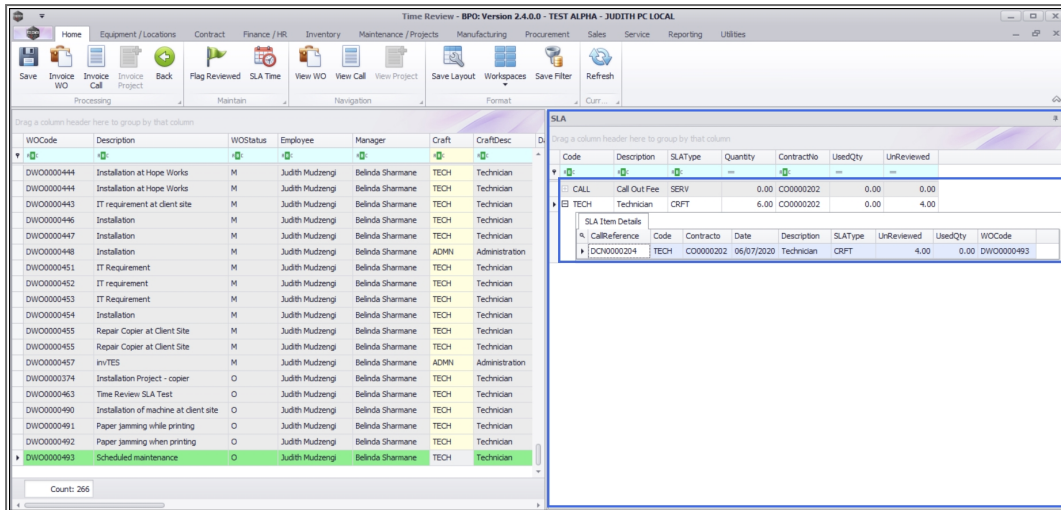 Time Review - BPO: Version 2.4.0.0 - TEST ALPHA - JUDITH PC LOCAL
Home Equipment / Locations Contract Finance / HR Inventory Maintenance / Projects Manufacturing Procurement Sales Service Reporting Utilities
Save Invoice WO Invoice Call Invoice Project Back Flag Reviewed SLA Time View WO View Call View Project Save Layout Workspaces Save Filter Refresh
Processing Maintain Navigation Format Curr...
Drag a column header here to group by that column
WOCode Description WOStatus Employee Manager Craft CraftDesc
DWO0000444 Installation at Hope Works M Judith Mudzengi Belinda Sharmane TECH Technician
DWO0000444 Installation at Hope Works M Judith Mudzengi Belinda Sharmane TECH Technician
DWO0000443 IT requirement at client site M Judith Mudzengi Belinda Sharmane TECH Technician
DWO0000446 Installation M Judith Mudzengi Belinda Sharmane TECH Technician
DWO0000447 Installation M Judith Mudzengi Belinda Sharmane TECH Technician
DWO0000448 Installation M Judith Mudzengi Belinda Sharmane ADMN Administration
DWO0000451 IT Requirement M Judith Mudzengi Belinda Sharmane TECH Technician
DWO0000452 IT requirement M Judith Mudzengi Belinda Sharmane TECH Technician
DWO0000453 IT Requirement M Judith Mudzengi Belinda Sharmane TECH Technician
DWO0000454 Installation M Judith Mudzengi Belinda Sharmane TECH Technician
DWO0000455 Repair Copier at Client Site M Judith Mudzengi Belinda Sharmane TECH Technician
DWO0000455 Repair Copier at Client Site M Judith Mudzengi Belinda Sharmane TECH Technician
DWO0000457 invTES M Judith Mudzengi Belinda Sharmane ADMN Administration
DWO0000374 Installation Project - copier O Judith Mudzengi Belinda Sharmane TECH Technician
DWO0000463 Time Review SLA Test O Judith Mudzengi Belinda Sharmane TECH Technician
DWO0000490 Installation of machine at client site O Judith Mudzengi Belinda Sharmane TECH Technician
DWO0000491 Paper jamming while printing O Judith Mudzengi Belinda Sharmane TECH Technician
DWO0000492 Paper jamming when printing O Judith Mudzengi Belinda Sharmane TECH Technician
DWO0000493 Scheduled maintenance O Judith Mudzengi Belinda Sharmane TECH Technician
Count: 266
SLA
Drag a column header here to group by that column
Code Description SLAType Quantity ContractNo UsedQty UnReviewed
CALL Call Out Fee SERV 0.00 CO0000202 0.00 0.00
TECH Technician CRFT 6.00 CO0000202 0.00 4.00
SLA Item Details
CallReference Code Contracto Date Description SLAType UnReviewed UsedQty WOCode
DCN0000204 TECH CO0000202 06/07/2020 Technician CRFT 4.00 0.00 DWO0000493